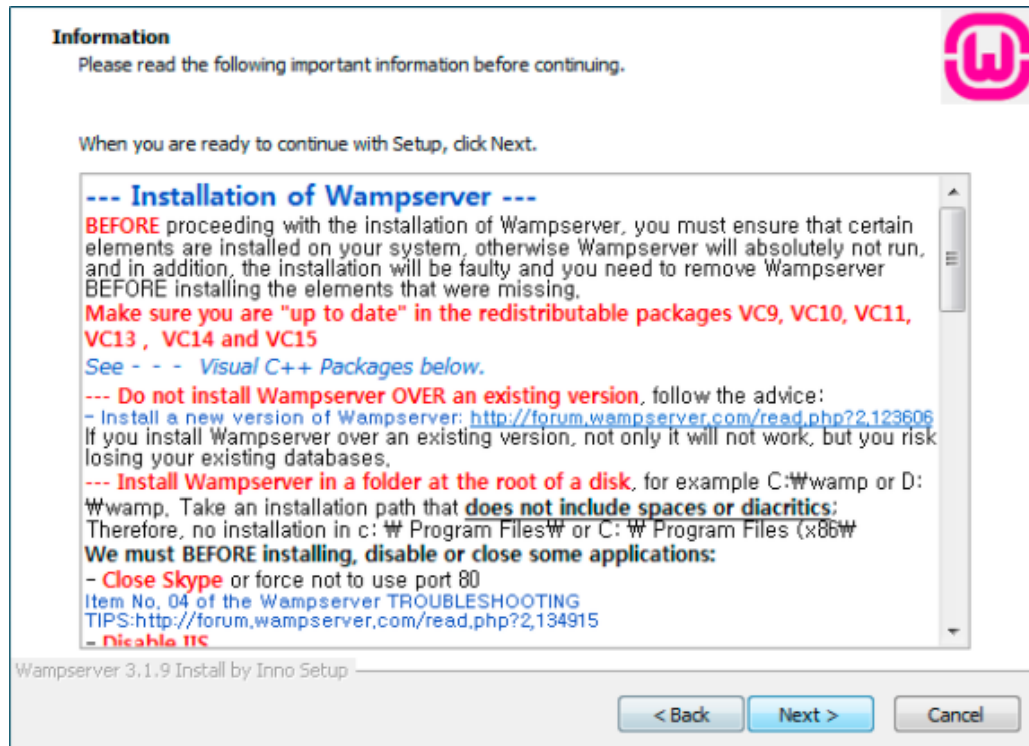 Information
Please read the following important information before continuing.
When you are ready to continue with Setup, click Next.
--- Installation of Wampserver ---
BEFORE proceeding with the installation of Wampserver, you must ensure that certain
elements are installed on your system, otherwise Wampserver will absolutely not run,
and in addition, the installation will be faulty and you need to remove Wampserver
BEFORE installing the elements that were missing.
Make sure you are "up to date" in the redistributable packages VC9, VC10, VC11,
VC13 , VC14 and VC15
See - - - Visual C++ Packages below.
--- Do not install Wampserver OVER an existing version, follow the advice:
- Install a new version of Wampserver: http://forum.wampserver.com/read.php?2,123606
If you install Wampserver over an existing version, not only it will not work, but you risk
losing your existing databases.
--- Install Wampserver in a folder at the root of a disk, for example C:₩wamp or D:
₩wamp. Take an installation path that does not include spaces or diacritics;
Therefore, no installation in c: ₩ Program Files₩ or C: ₩ Program Files (x86₩
We must BEFORE installing, disable or close some applications:
- Close Skype or force not to use port 80
Item No. 04 of the Wampserver TROUBLESHOOTING
TIPS:http://forum.wampserver.com/read.php?2,134915
- Disable IIS
Wampserver 3.1.9 Install by Inno Setup
< Back
Next >
Cancel